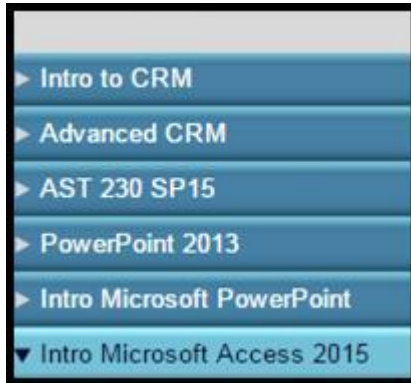 Intro to CRM
Advanced CRM
AST 230 SP15
PowerPoint 2013
Intro Microsoft PowerPoint
Intro Microsoft Access 2015